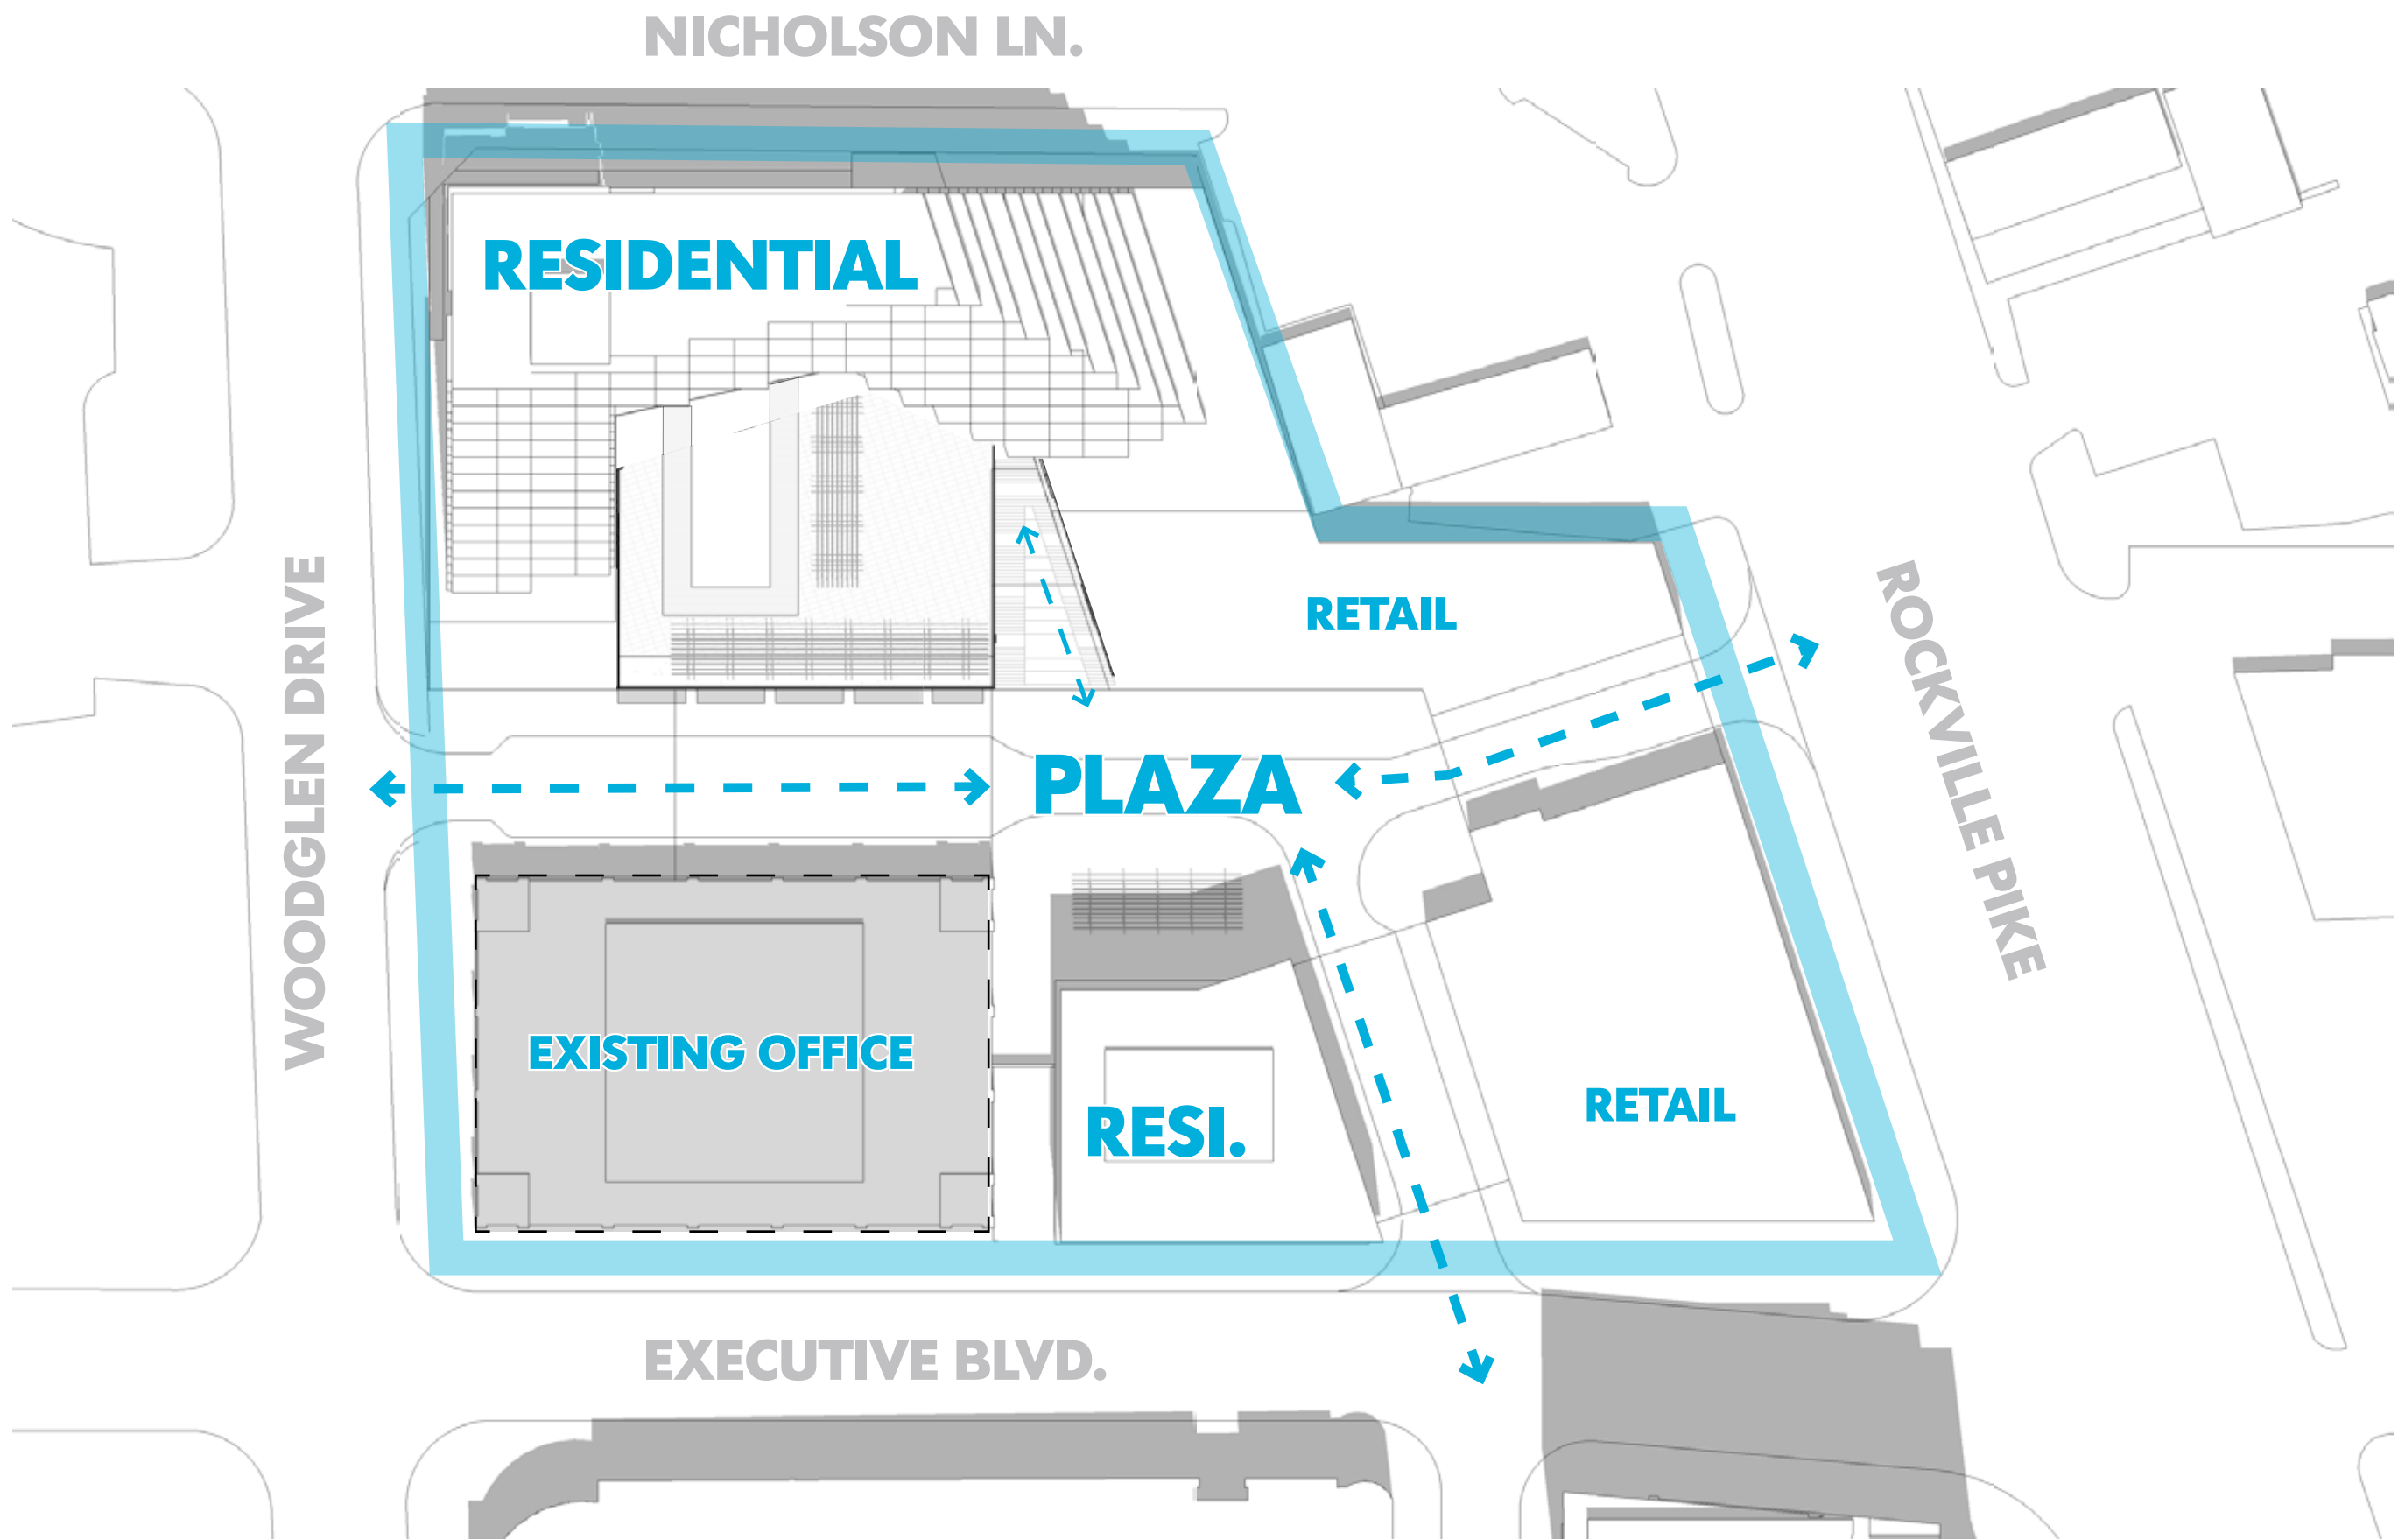 NICHOLSON LN.
RESIDENTIAL
RETAIL
WOODGLEN DRIVE
ROCKVILLE PIKE
PLAZA
EXISTING OFFICE
RESI.
RETAIL
EXECUTIVE BLVD.